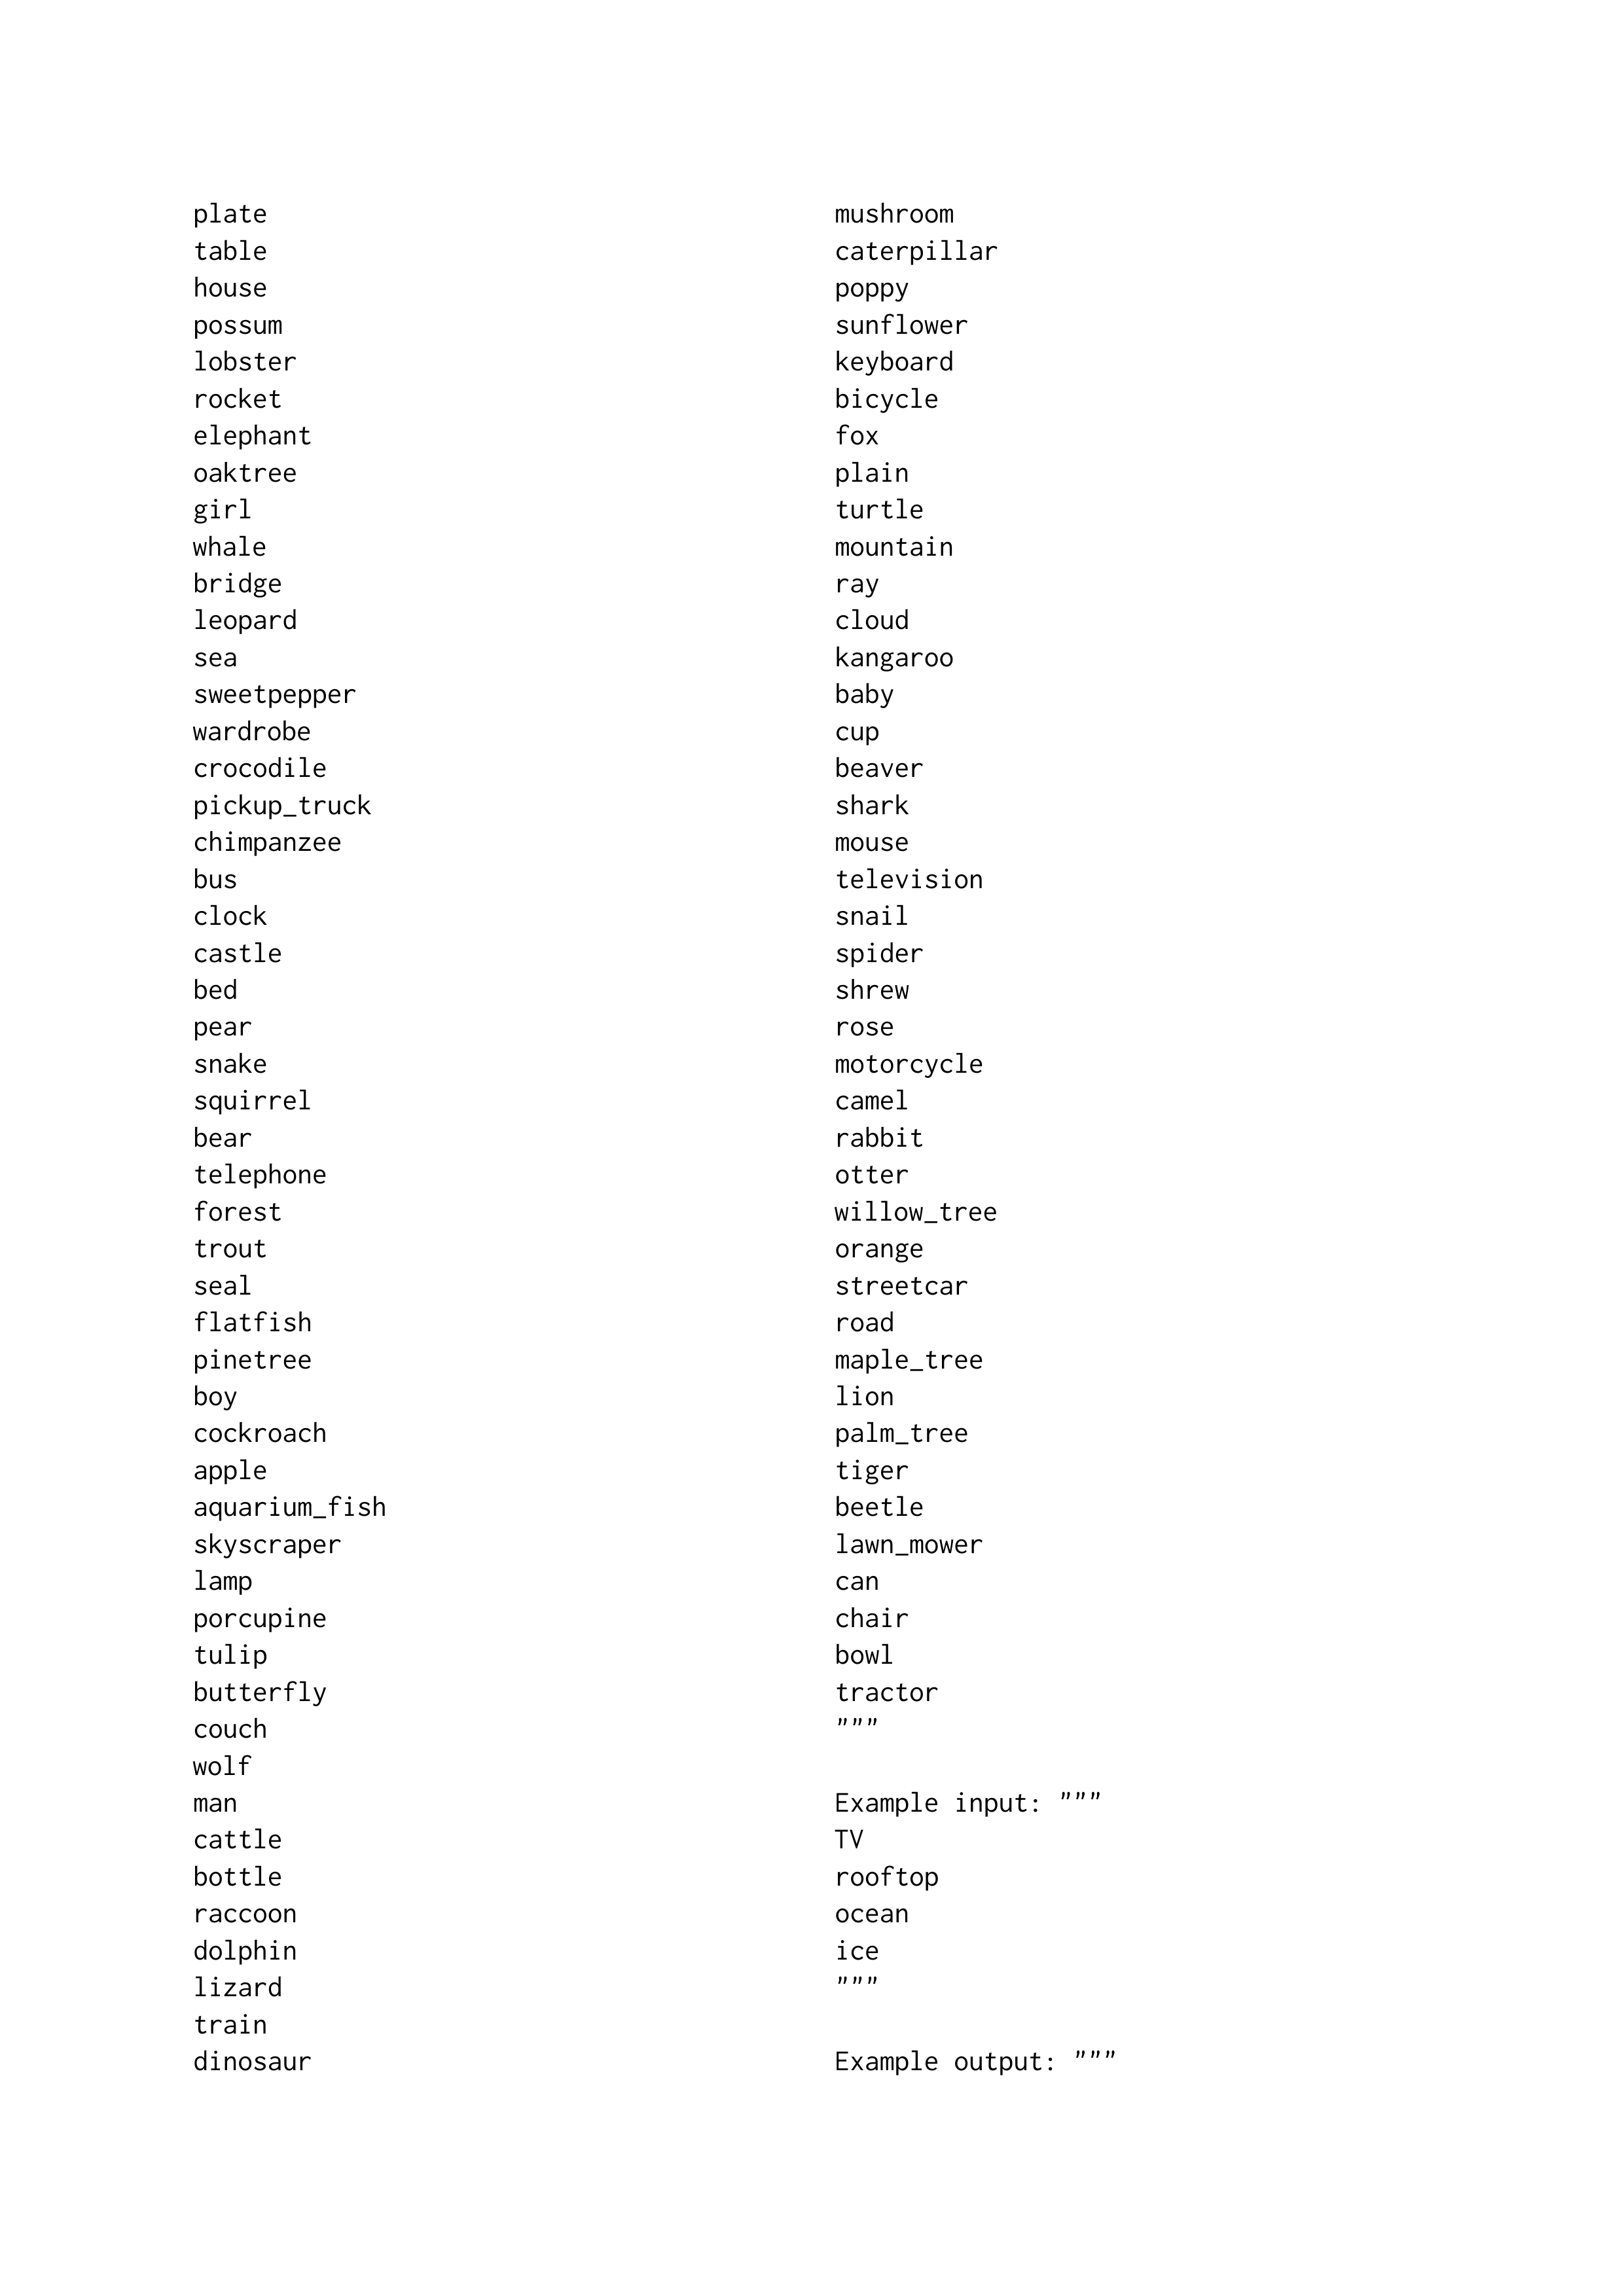 plate
table
house
possum
lobster
rocket
elephant
oaktree
girl
whale
bridge
leopard
sea
sweetpepper
wardrobe
crocodile
pickup_truck
chimpanzee
bus
clock
castle
bed
pear
snake
squirrel
bear
telephone
forest
trout
seal
flatfish
pinetree
boy
cockroach
apple
aquarium_fish
skyscraper
lamp
porcupine
tulip
butterfly
couch
wolf
man
cattle
bottle
raccoon
dolphin
lizard
train
dinosaur
mushroom
caterpillar
poppy
sunflower
keyboard
bicycle
fox
plain
turtle
mountain
ray
cloud
kangaroo
baby
cup
beaver
shark
mouse
television
snail
spider
shrew
rose
motorcycle
camel
rabbit
otter
willow_tree
orange
streetcar
road
maple_tree
lion
palm_tree
tiger
beetle
lawn_mower
can
chair
bowl
tractor
"""
Example input: """
TV
rooftop
ocean
ice
"""
Example output: """